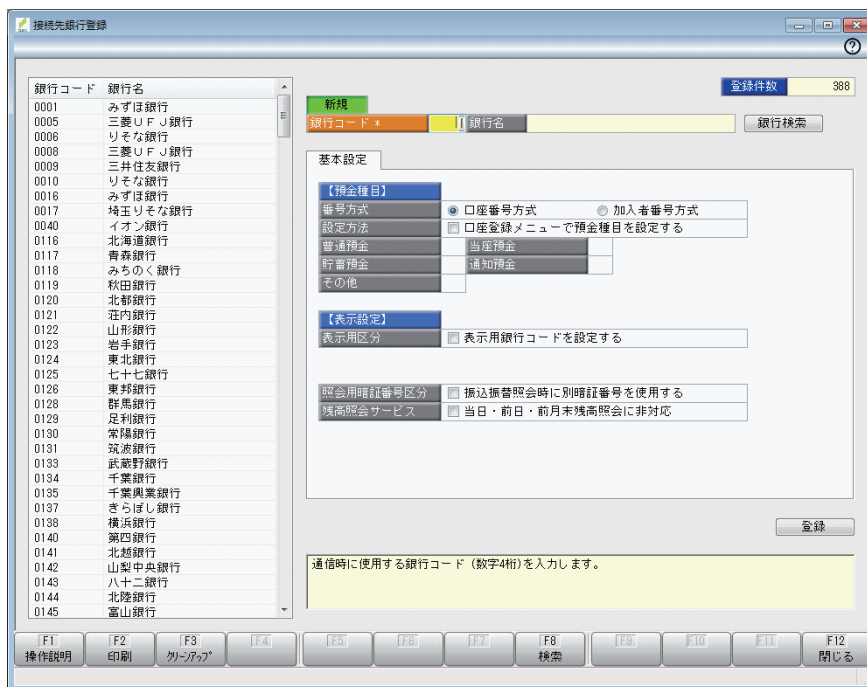 接続先銀行登録
登録件数 388
銀行コード 銀行名
0001 みずほ銀行
0005 三菱UFJ銀行
0006 りそな銀行
0008 三菱UFJ銀行
0009 三井住友銀行
0010 りそな銀行
0016 みずほ銀行
0017 埼玉りそな銀行
0040 イオン銀行
0116 北海道銀行
0117 青森銀行
0118 みちのく銀行
0119 秋田銀行
0120 北都銀行
0121 荘内銀行
0122 山形銀行
0123 岩手銀行
0124 東北銀行
0125 七十七銀行
0126 東邦銀行
0128 群馬銀行
0129 足利銀行
0130 常陽銀行
0131 筑波銀行
0133 武蔵野銀行
0134 千葉銀行
0135 千葉興業銀行
0137 きらぼし銀行
0138 横浜銀行
0140 第四銀行
0141 北越銀行
0142 山梨中央銀行
0143 八十二銀行
0144 北陸銀行
0145 富山銀行
新規
銀行コード * 銀行名 銀行検索
基本設定
【預金種目】
番号方式 口座番号方式 加入者番号方式
設定方法 口座登録メニューで預金種目を設定する
普通預金 当座預金
貯蓄預金 通知預金
その他
【表示設定】
表示用区分 表示用銀行コードを設定する
照会用暗証番号区分 振込振替照会時に別暗証番号を使用する
残高照会サービス 当日・前日・前月末残高照会に非対応
登録
通信時に使用する銀行コード(数字4桁)を入力します。
F1 F2 F3 F4 F5 F6 F7 F8 F9 F10 F11 F12
操作説明 印刷 クリーンアップ 検索 閉じる